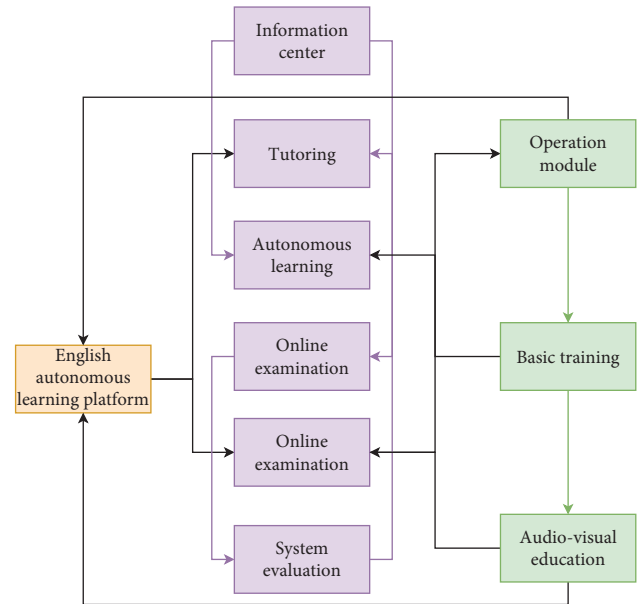 Information
center
Tutoring
Operation
module
Autonomous
learning
English
autonomous
learning platform
Online
examination
Basic training
Online
examination
System
evaluation
Audio-visual
education